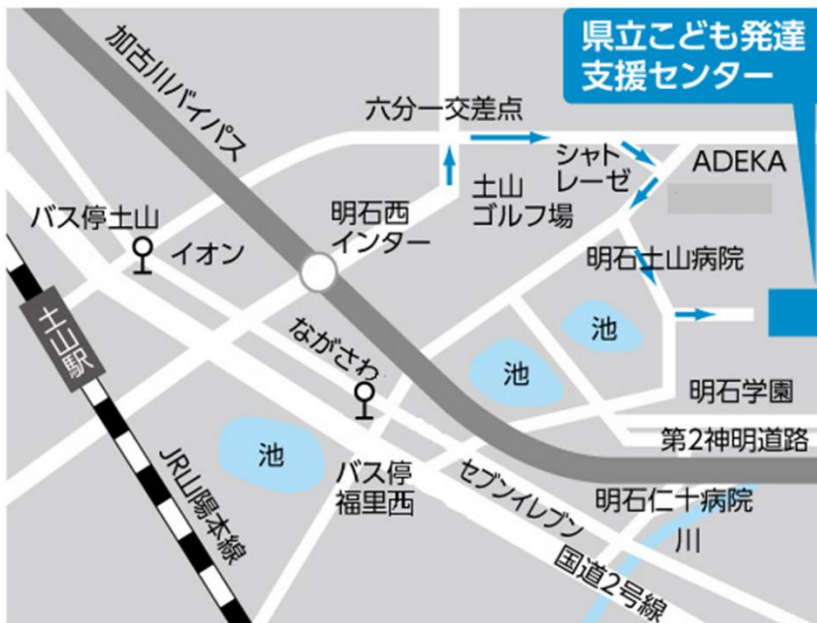 県立こども発達
支援センター
加古川バイパス
六分一交差点
シャト
レーゼ
ADEKA
土山
ゴルフ場
明石西
インター
バス停土山
イオン
明石土山病院
土山駅
ながさわ
池
池
池
明石学園
第2神明道路
JR山陽本線
バス停
福里西
セブンイレブン
明石仁十病院
川
国道2号線